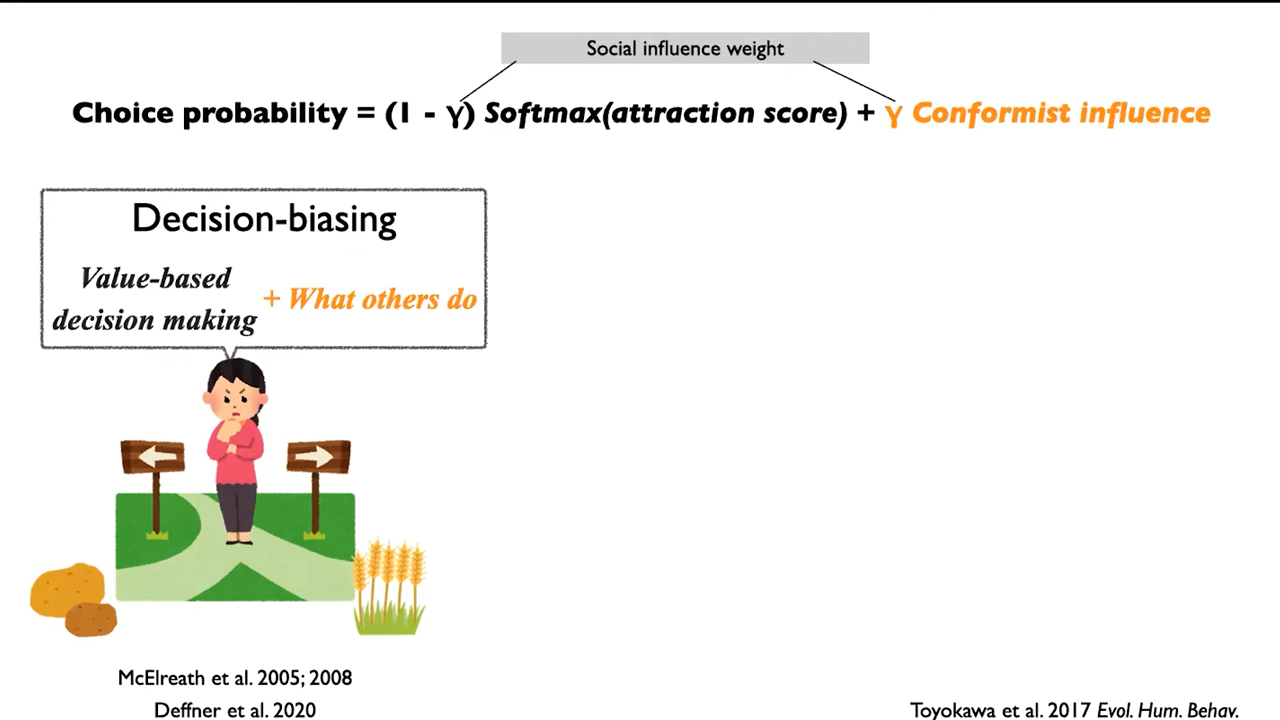 Social influence weight
Choice probability = (1 - γ) Softmax(attraction score) + γ Conformist influence
Decision-biasing
Value-based
decision making
+ What others do
McElreath et al. 2005; 2008
Deffner et al. 2020
Toyokawa et al. 2017 Evol. Hum. Behav.